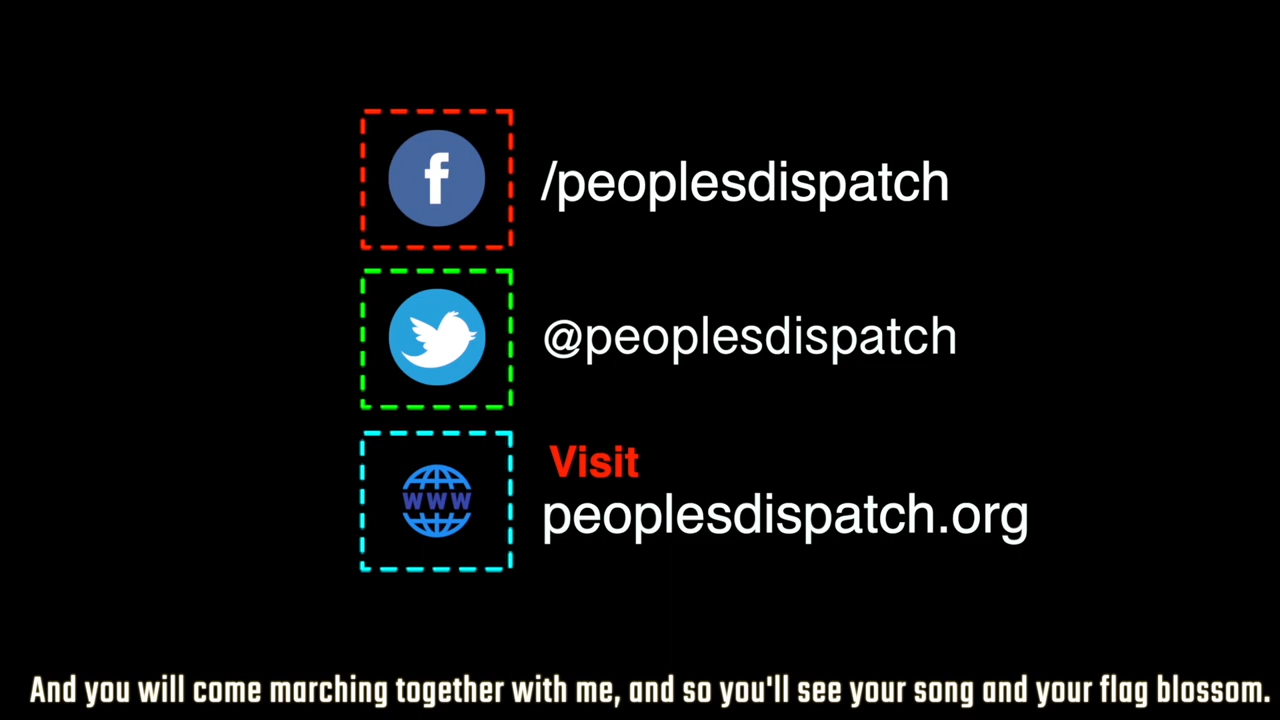 f
/peoplesdispatch
@peoplesdispatch
Visit
WWW
peoplesdispatch.org
And you will come marching together with me, and so you'll see your song and your flag blossom.